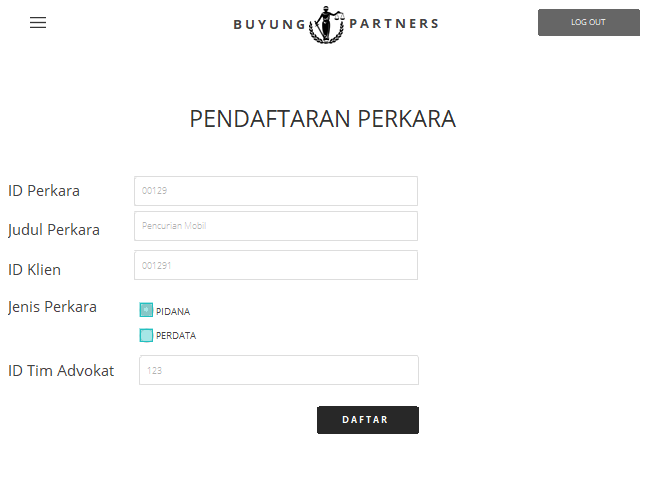 BUYUNG PARTNERS
LOG OUT
PENDAFTARAN PERKARA
ID Perkara
00129
Judul Perkara
Pencurian Mobil
ID Klien
001291
Jenis Perkara
PIDANA
PERDATA
ID Tim Advokat
123
DAFTAR